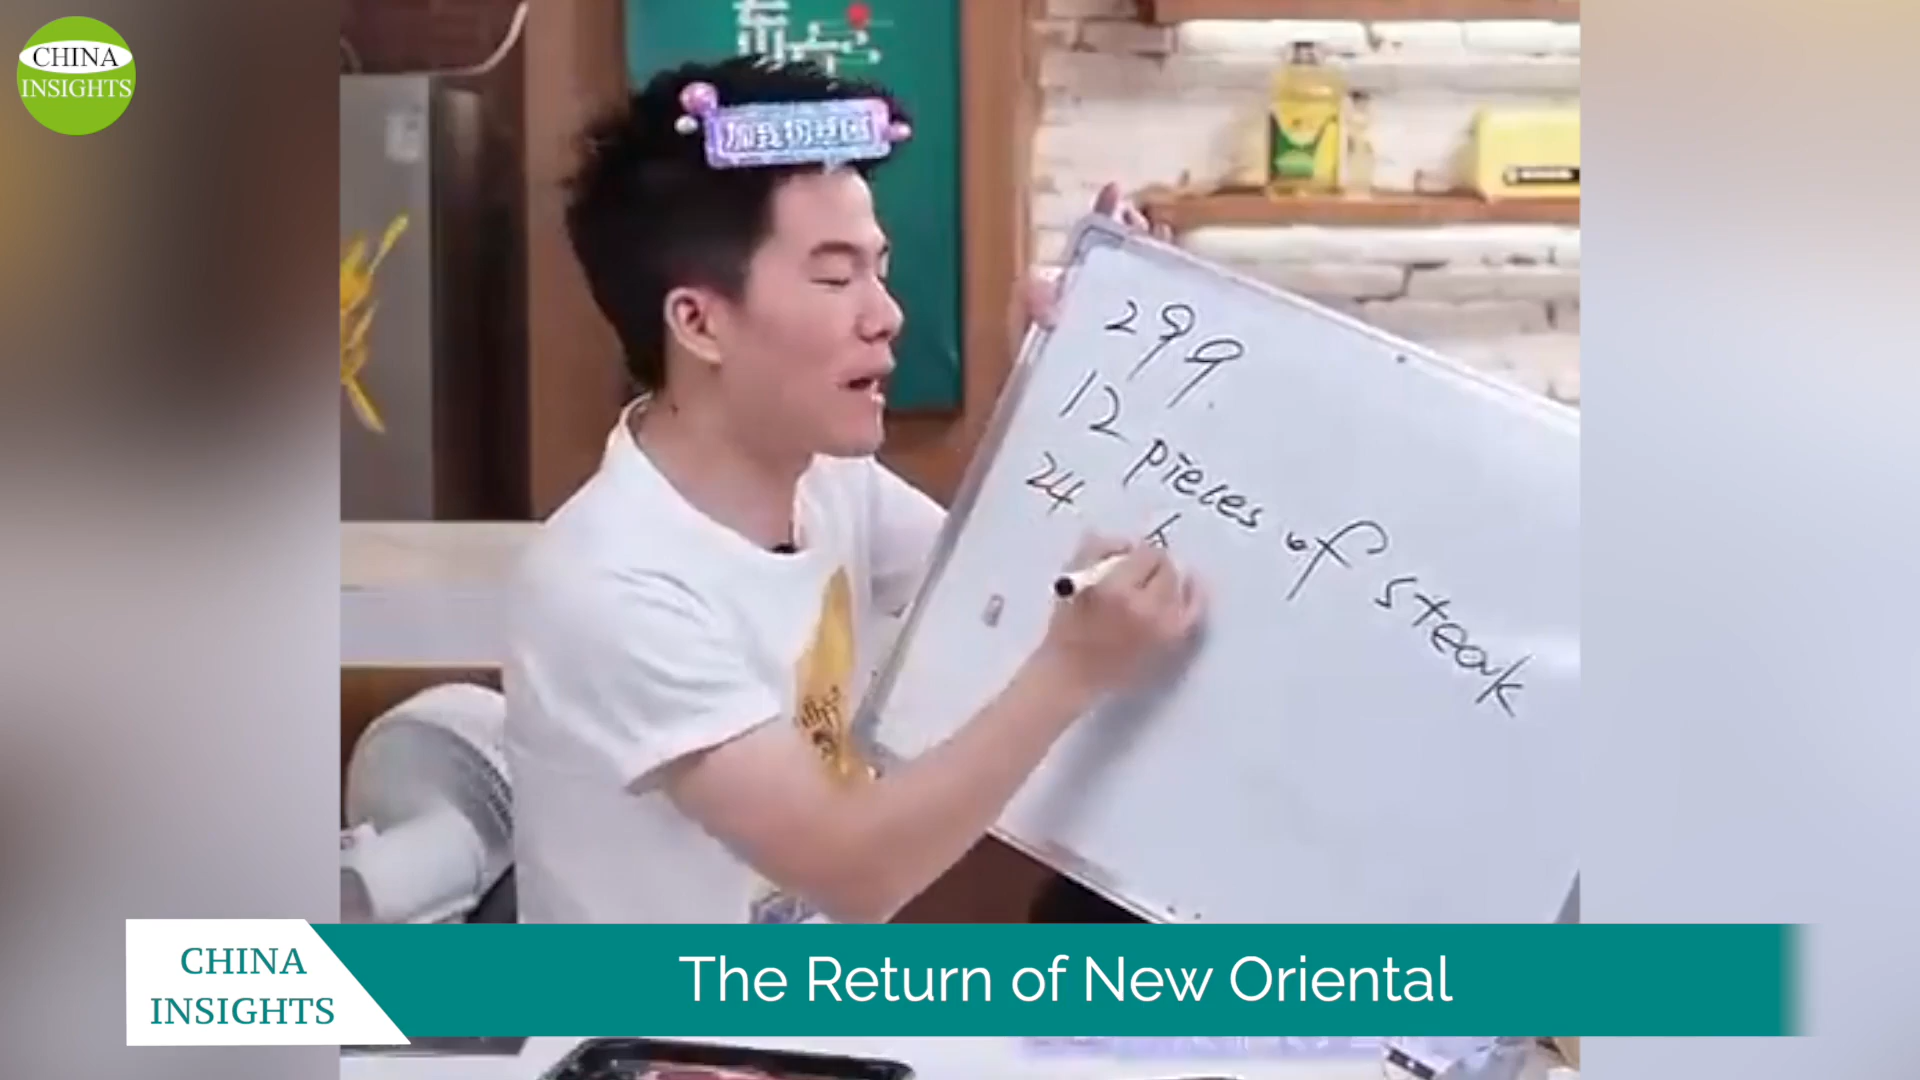 CHINA
INSIGHTS
299.
12 pieces of steak
24 b
CHINA
INSIGHTS
The Return of New Oriental